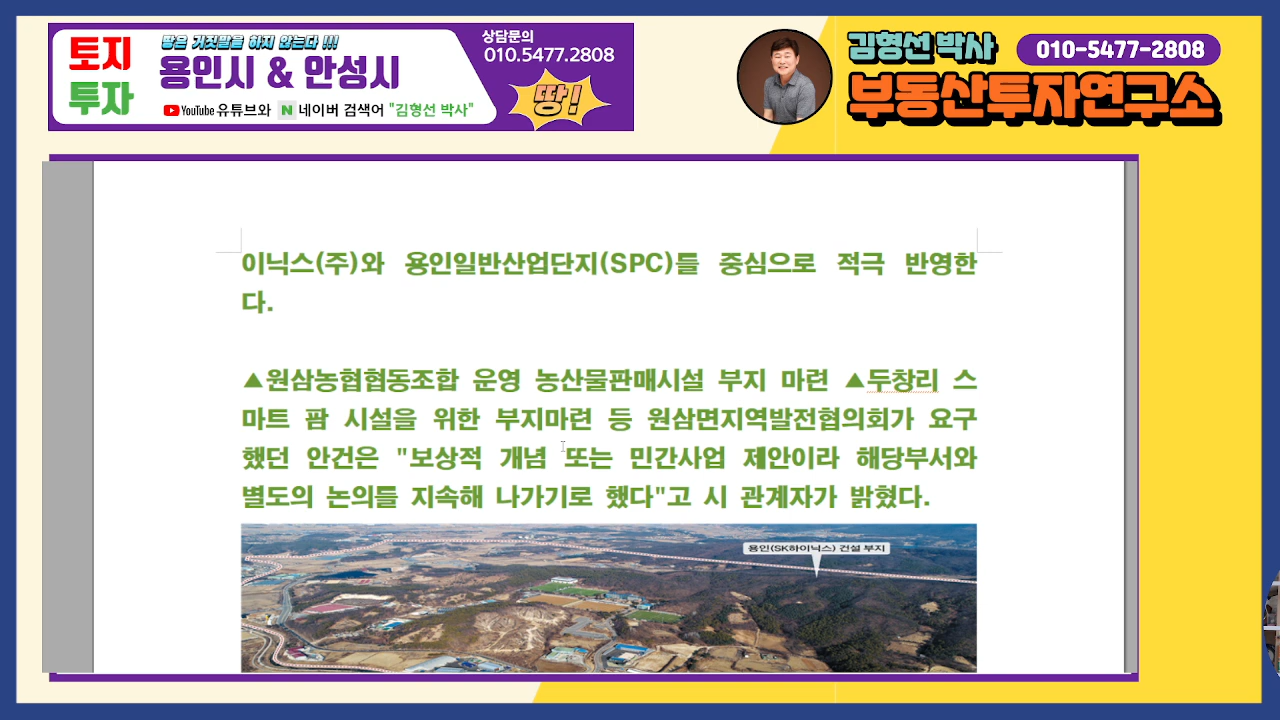 토지
투자
땅은 거짓말을 하지 않는다 !!!
용인시 & 안성시
YouTube 유튜브와 N 네이버 검색어 "김형선 박사"
상담문의
010.5477.2808
땅!
김형선 박사
010-5477-2808
부동산투자연구소
이닉스(주)와 용인일반산업단지(SPC)를 중심으로 적극 반영한
다.
▲원삼농협협동조합 운영 농산물판매시설 부지 마련 ▲두창리 스
마트 팜 시설을 위한 부지마련 등 원삼면지역발전협의회가 요구
했던 안건은 "보상적 개념 또는 민간사업 제안이라 해당부서와
별도의 논의를 지속해 나가기로 했다"고 시 관계자가 밝혔다.
용인(SK하이닉스) 건설 부지